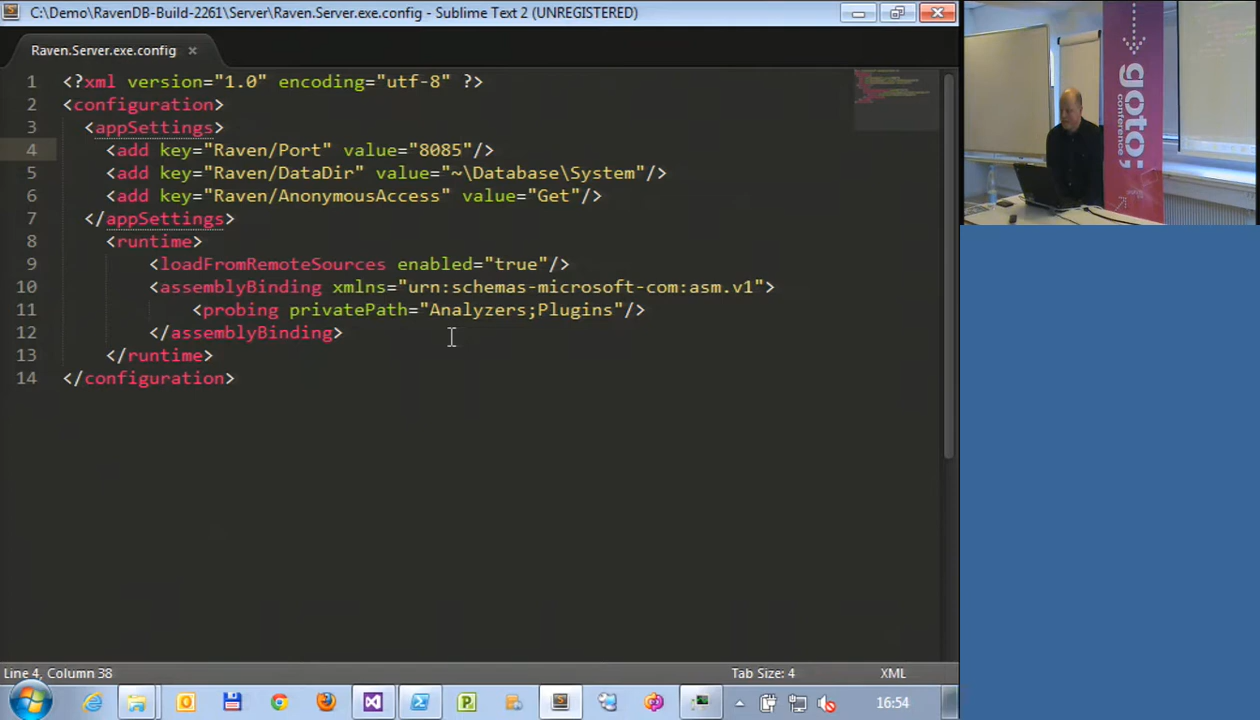 C:\Demo\RavenDB-Build-2261\Server\Raven.Server.exe.config - Sublime Text 2 (UNREGISTERED)
Raven.Server.exe.config ×
1 <?xml version="1.0" encoding="utf-8" ?>
2 <configuration>
3 <appSettings>
4 <add key="Raven/Port" value="8085"/>
5 <add key="Raven/DataDir" value="~\Database\System"/>
6 <add key="Raven/AnonymousAccess" value="Get"/>
7 </appSettings>
8 <runtime>
9 <loadFromRemoteSources enabled="true"/>
10 <assemblyBinding xmlns="urn:schemas-microsoft-com:asm.v1">
11 <probing privatePath="Analyzers;Plugins"/>
12 </assemblyBinding>
13 </runtime>
14 </configuration>
Line 4, Column 38
Tab Size: 4
XML
16:54
goto;
conference